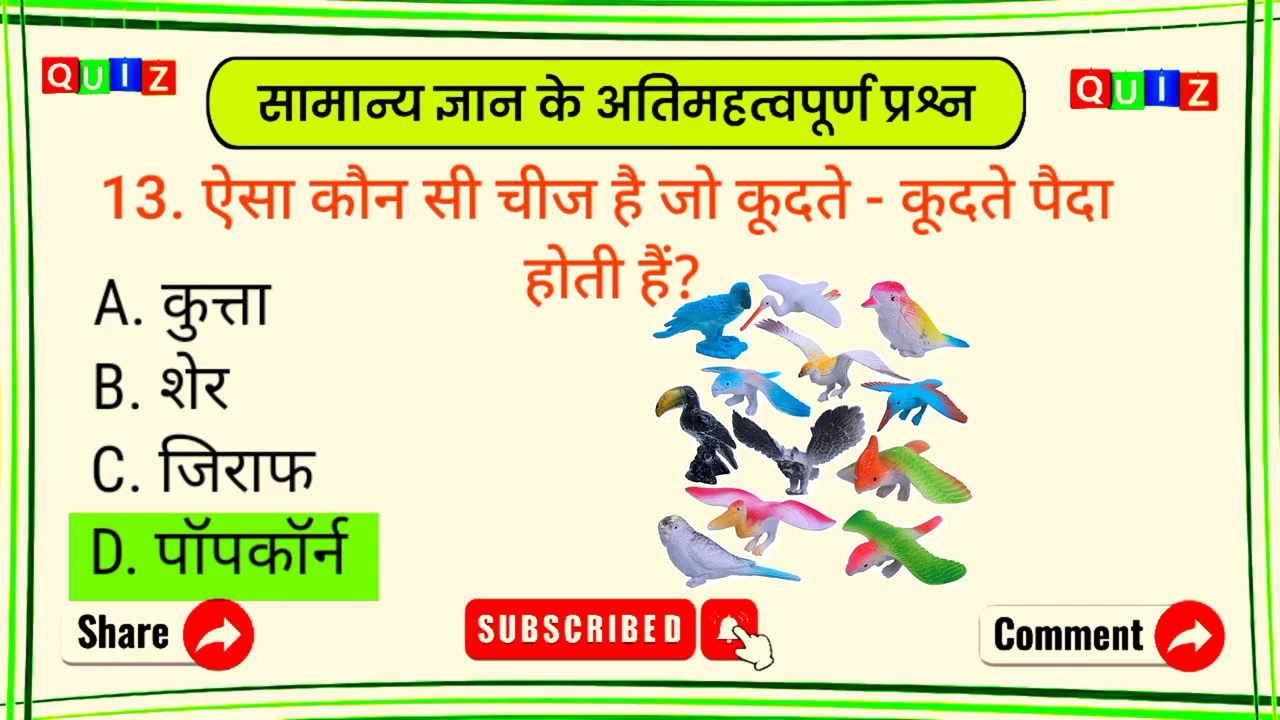 QUIZ
सामान्य ज्ञान के अतिमहत्वपूर्ण प्रश्न
QUIZ
13. ऐसा कौन सी चीज है जो कूदते - कूदते पैदा
होती हैं?
A. कुत्ता
B. शेर
C. जिराफ
D. पॉपकॉर्न
Share
SUBSCRIBED
Comment